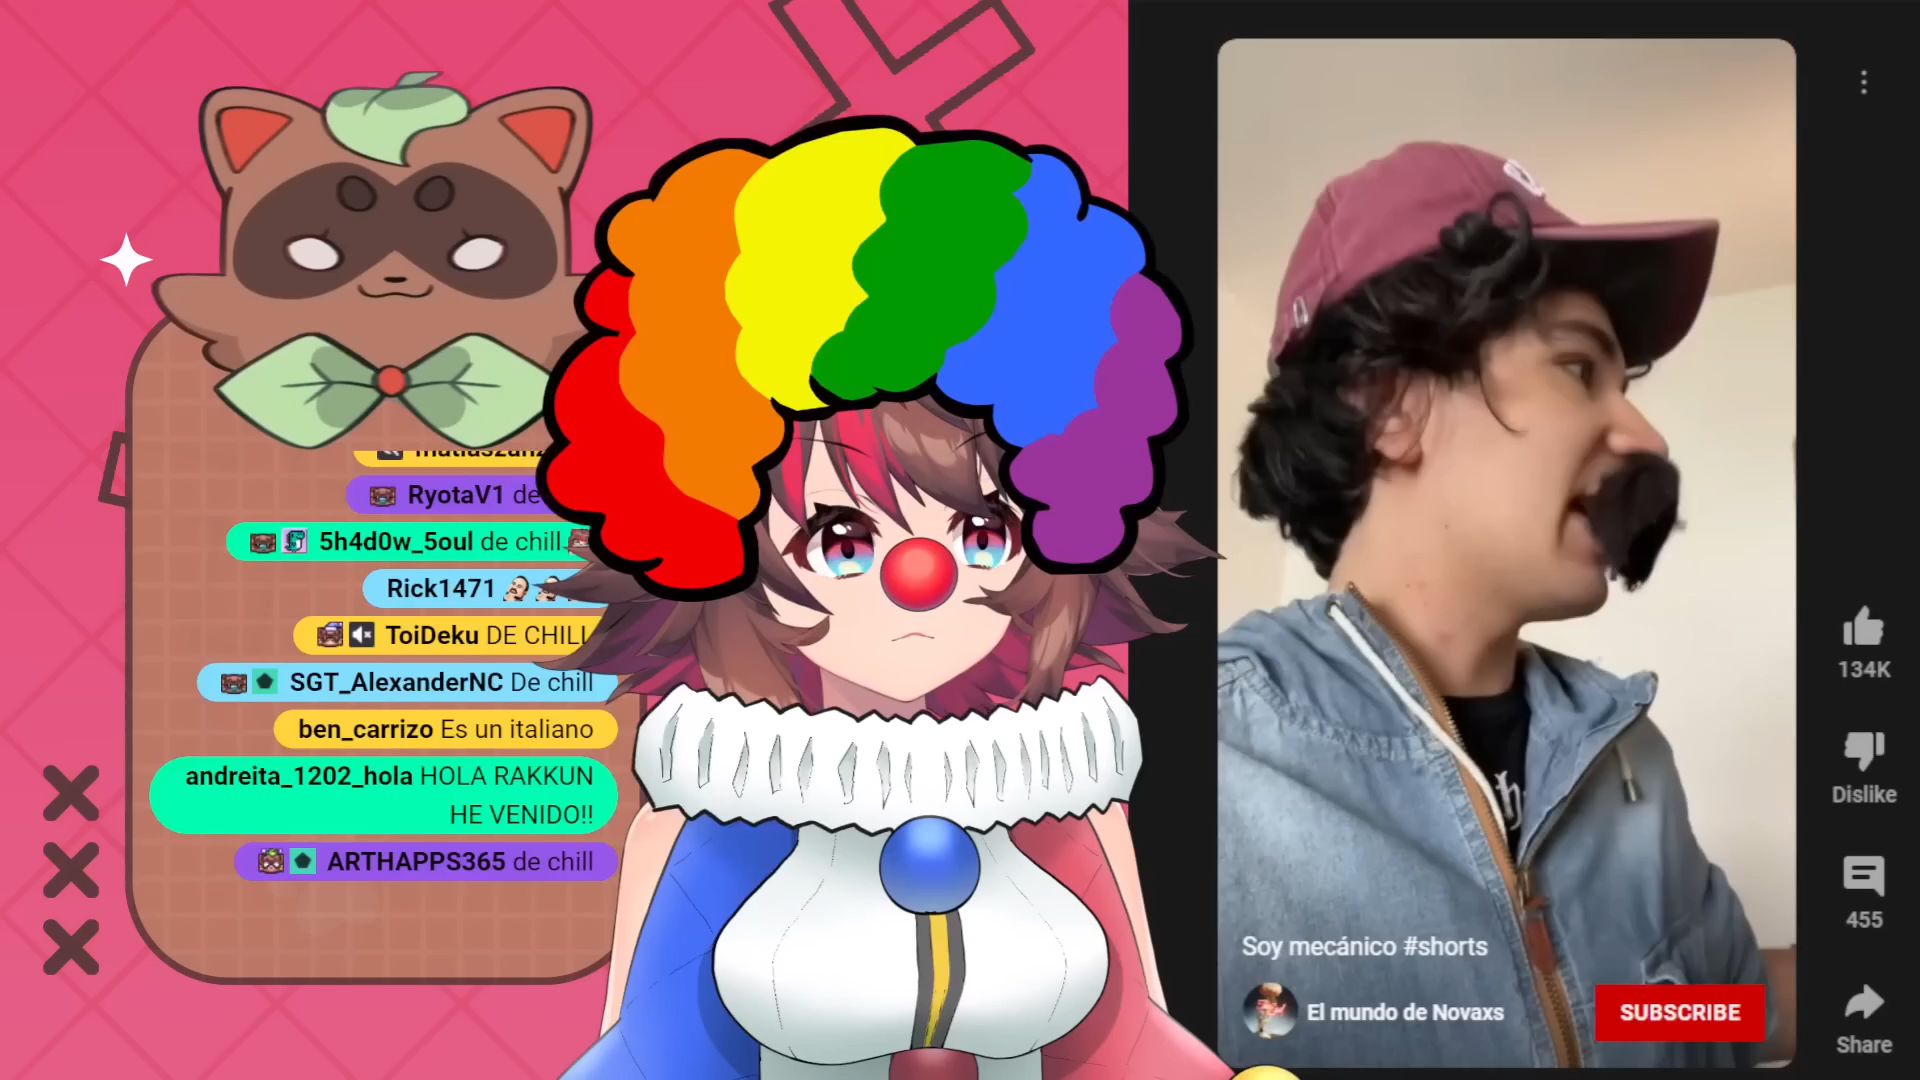 RyotaV1 de
5h4d0w_5oul de chill
Rick1471
ToiDeku DE CHILL
SGT_AlexanderNC De chill
ben_carrizo Es un italiano
andreita_1202_hola HOLA RAKKUN
HE VENIDO!!
ARTHAPPS365 de chill
134K
Dislike
455
Share
Soy mecánico #shorts
El mundo de Novaxs
SUBSCRIBE